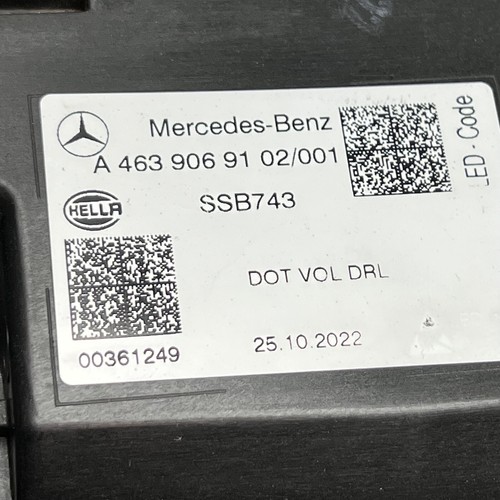 Mercedes-Benz
A 463 906 91 02/001
LED - Code
HELLA
SSB743
DOT VOL DRL
00361249
25.10.2022